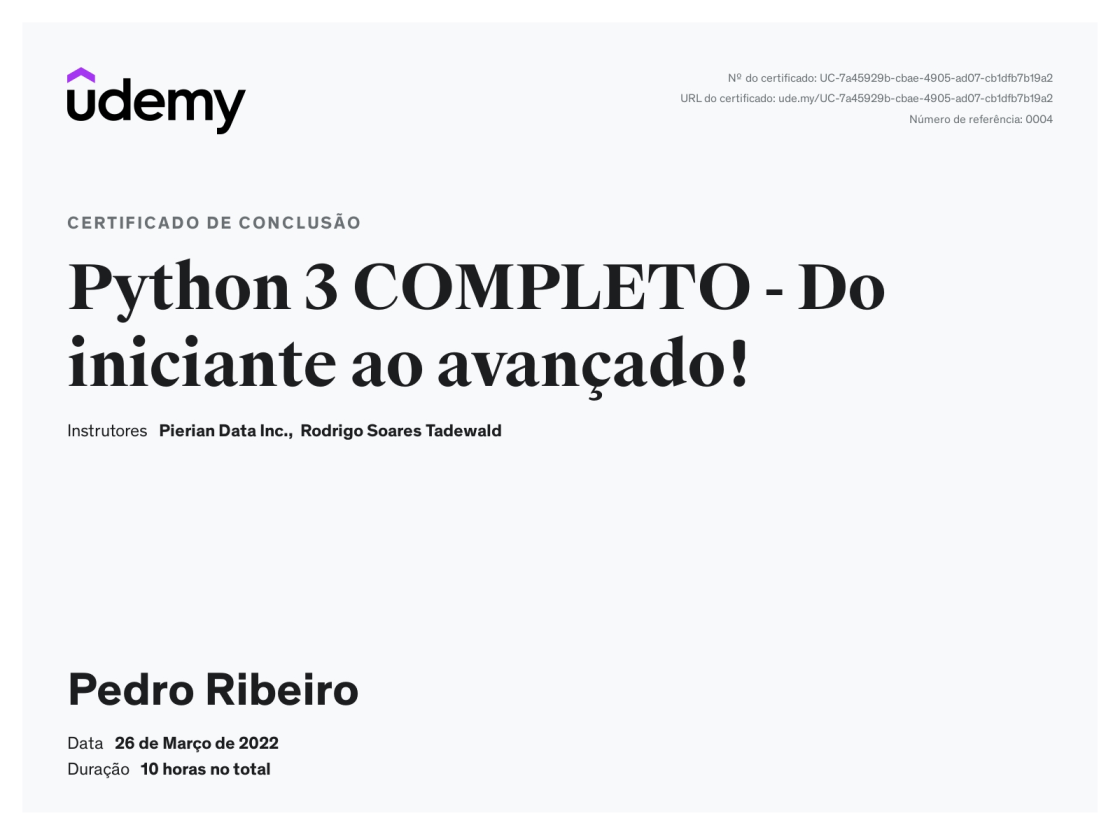 udemy
Nº do certificado: UC-7a45929b-cbae-4905-ad07-cb1dfb7b19a2
URL do certificado: ude.my/UC-7a45929b-cbae-4905-ad07-cb1dfb7b19a2
Número de referência: 0004
CERTIFICADO DE CONCLUSÃO
Python 3 COMPLETO - Do
iniciante ao avançado!
Instrutores Pierian Data Inc., Rodrigo Soares Tadewald
Pedro Ribeiro
Data 26 de Março de 2022
Duração 10 horas no total